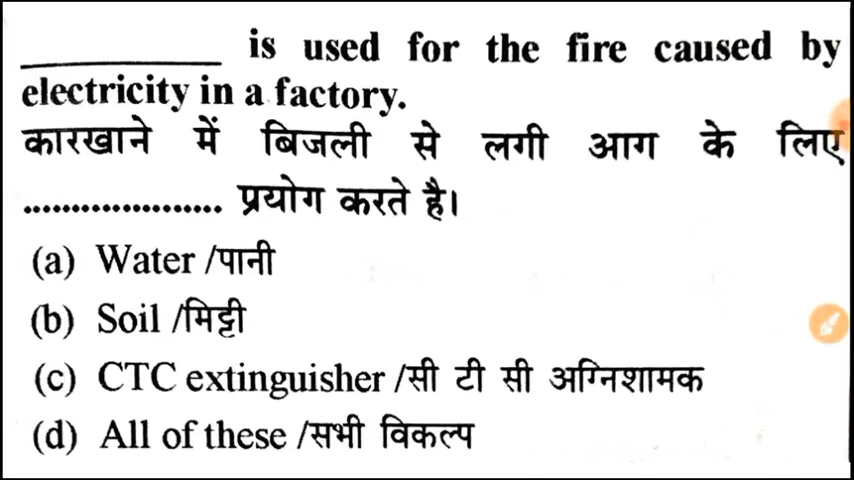 __________ is used for the fire caused by
electricity in a factory.
कारखाने में बिजली से लगी आग के लिए
..................... प्रयोग करते है।
(a) Water /पानी
(b) Soil /मिट्टी
(c) CTC extinguisher /सी टी सी अग्निशामक
(d) All of these /सभी विकल्प